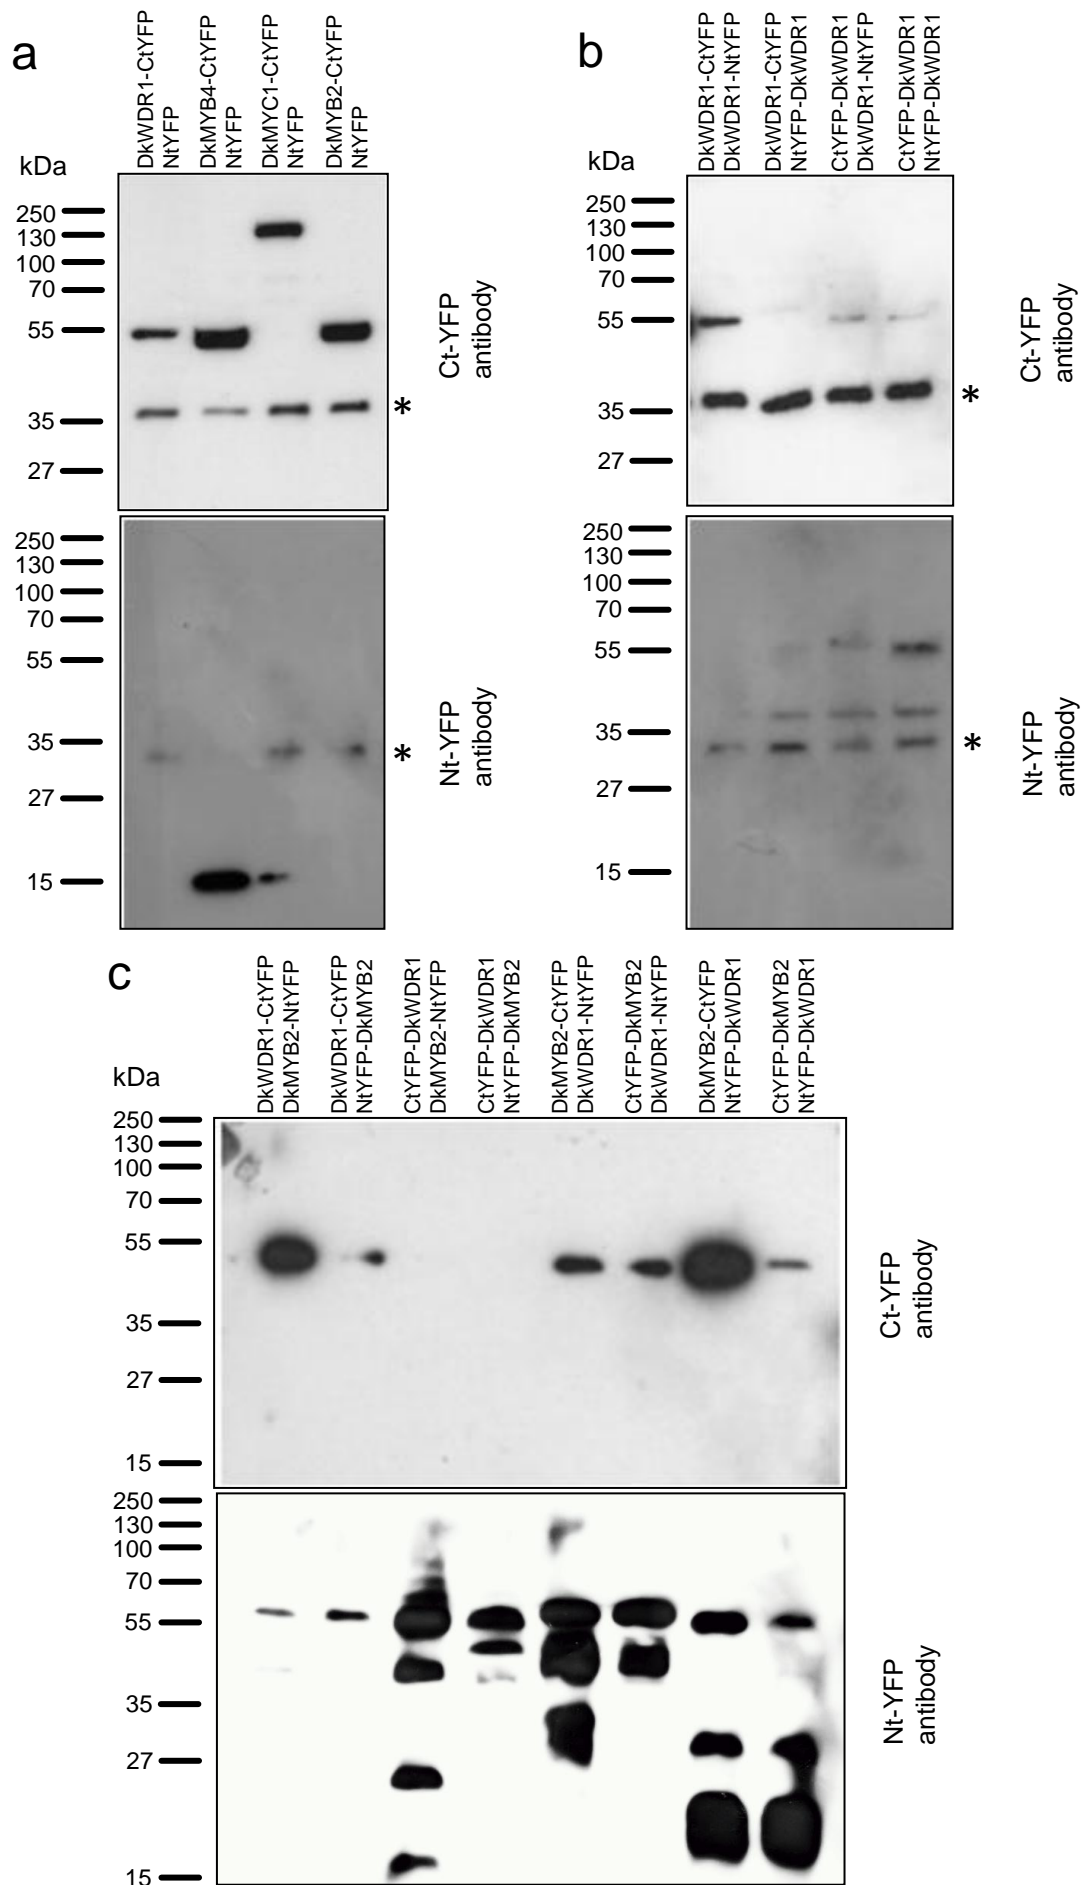 a
DkWDR1-CtYFP
NtYFP
DkMYB4-CtYFP
NtYFP
DkMYC1-CtYFP
NtYFP
DkMYB2-CtYFP
NtYFP
kDa
250
130
100
70
55
35
27
*
Ct-YFP
antibody
250
130
100
70
55
35
27
15
*
Nt-YFP
antibody
b
DkWDR1-CtYFP
DkWDR1-NtYFP
DkWDR1-CtYFP
NtYFP-DkWDR1
CtYFP-DkWDR1
DkWDR1-NtYFP
CtYFP-DkWDR1
NtYFP-DkWDR1
kDa
250
130
100
70
55
35
27
*
Ct-YFP
antibody
250
130
100
70
55
35
27
15
*
Nt-YFP
antibody
c
DkWDR1-CtYFP
DkMYB2-NtYFP
DkWDR1-CtYFP
NtYFP-DkMYB2
CtYFP-DkWDR1
DkMYB2-NtYFP
CtYFP-DkWDR1
NtYFP-DkMYB2
DkMYB2-CtYFP
DkWDR1-NtYFP
CtYFP-DkMYB2
DkWDR1-NtYFP
DkMYB2-CtYFP
NtYFP-DkWDR1
CtYFP-DkMYB2
NtYFP-DkWDR1
kDa
250
130
100
70
55
35
27
15
Ct-YFP
antibody
250
130
100
70
55
35
27
15
Nt-YFP
antibody